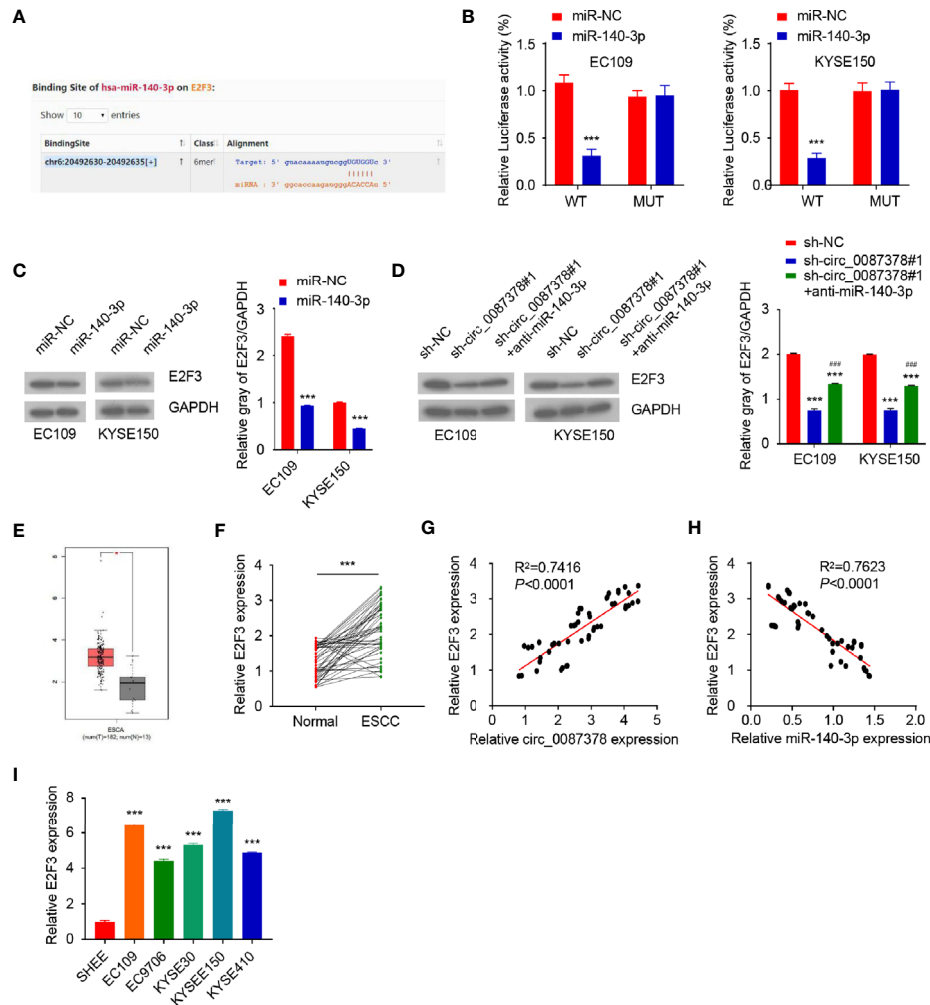 A
Binding Site of hsa-miR-140-3p on E2F3:
Show 10 entries
BindingSite Class Alignment
chr6:20492630-20492635[+] 6mer Target: 5' gnacaaaangncggUGUGGUc 3'
miRNA : 3' ggcaccaagaugggACACCAu 5'
B
miR-NC
miR-140-3p
EC109
Relative Luciferase activity (%)
1.5
1.0
0.5
0.0
***
WT MUT
miR-NC
miR-140-3p
KYSE150
Relative Luciferase activity (%)
1.5
1.0
0.5
0.0
***
WT MUT
C
miR-NC
miR-140-3p
miR-NC
miR-140-3p
E2F3
GAPDH
EC109 KYSE150
miR-NC
miR-140-3p
Relative gray of E2F3/GAPDH
3
2
1
0
*** ***
EC109
KYSE150
D
sh-NC
sh-circ_0087378#1
sh-circ_0087378#1
+anti-miR-140-3p
sh-NC
sh-circ_0087378#1
sh-circ_0087378#1
+anti-miR-140-3p
E2F3
GAPDH
EC109 KYSE150
sh-NC
sh-circ_0087378#1
sh-circ_0087378#1
+anti-miR-140-3p
Relative gray of E2F3/GAPDH
3
2
1
0
### ###
*** ***
*** ***
EC109 KYSE150
E
8
6
4
2
*
ESCA
(num(T)=182; num(N)=13)
F
Relative E2F3 expression
4
3
2
1
0
***
Normal ESCC
G
R²=0.7416
P<0.0001
Relative E2F3 expression
4
3
2
1
0
0 1 2 3 4 5
Relative circ_0087378 expression
H
R²=0.7623
P<0.0001
Relative E2F3 expression
4
3
2
1
0
0.0 0.5 1.0 1.5 2.0
Relative miR-140-3p expression
I
Relative E2F3 expression
8
6
4
2
0
*** *** *** *** ***
SHEE
EC109
EC9706
KYSE30
KYSEE150
KYSE410